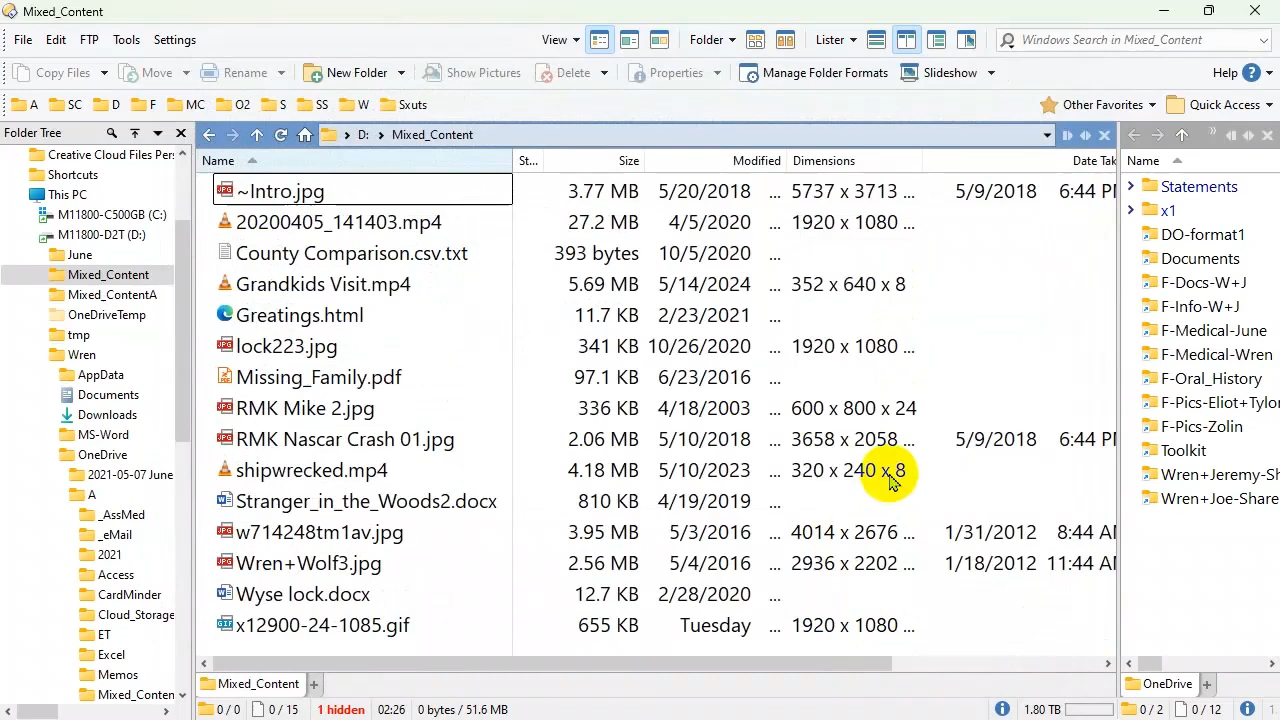 Mixed_Content
File Edit FTP Tools Settings View Folder Lister Windows Search in Mixed_Content
Copy Files Move Rename New Folder Show Pictures Delete Properties Manage Folder Formats Slideshow Help
A SC D F MC O2 S SS W Sxuts Other Favorites Quick Access
Folder Tree
Creative Cloud Files Per
Shortcuts
This PC
M11800-C500GB (C:)
M11800-D2T (D:)
June
Mixed_Content
Mixed_ContentA
OneDriveTemp
tmp
Wren
AppData
Documents
Downloads
MS-Word
OneDrive
2021-05-07 June
A
_AssMed
_eMail
2021
Access
CardMinder
Cloud_Storage
ET
Excel
Memos
Mixed_Conten
D: Mixed_Content
Name St... Size Modified Dimensions Date Tak
~Intro.jpg 3.77 MB 5/20/2018 ... 5737 x 3713 ... 5/9/2018 6:44 PM
20200405_141403.mp4 27.2 MB 4/5/2020 ... 1920 x 1080 ...
County Comparison.csv.txt 393 bytes 10/5/2020 ...
Grandkids Visit.mp4 5.69 MB 5/14/2024 ... 352 x 640 x 8
Greatings.html 11.7 KB 2/23/2021 ...
lock223.jpg 341 KB 10/26/2020 ... 1920 x 1080 ...
Missing_Family.pdf 97.1 KB 6/23/2016 ...
RMK Mike 2.jpg 336 KB 4/18/2003 ... 600 x 800 x 24
RMK Nascar Crash 01.jpg 2.06 MB 5/10/2018 ... 3658 x 2058 ... 5/9/2018 6:44 PM
shipwrecked.mp4 4.18 MB 5/10/2023 ... 320 x 240 x 8
Stranger_in_the_Woods2.docx 810 KB 4/19/2019 ...
w714248tm1av.jpg 3.95 MB 5/3/2016 ... 4014 x 2676 ... 1/31/2012 8:44 AM
Wren+Wolf3.jpg 2.56 MB 5/4/2016 ... 2936 x 2202 ... 1/18/2012 11:44 AM
Wyse lock.docx 12.7 KB 2/28/2020 ...
x12900-24-1085.gif 655 KB Tuesday ... 1920 x 1080 ...
Mixed_Content
0 / 0 0 / 15 1 hidden 02:26 0 bytes / 51.6 MB 1.80 TB
Name
Statements
x1
DO-format1
Documents
F-Docs-W+J
F-Info-W+J
F-Medical-June
F-Medical-Wren
F-Oral_History
F-Pics-Eliot+Tylo
F-Pics-Zolin
Toolkit
Wren+Jeremy-Sh
Wren+Joe-Share
OneDrive
0 / 2 0 / 12 1.